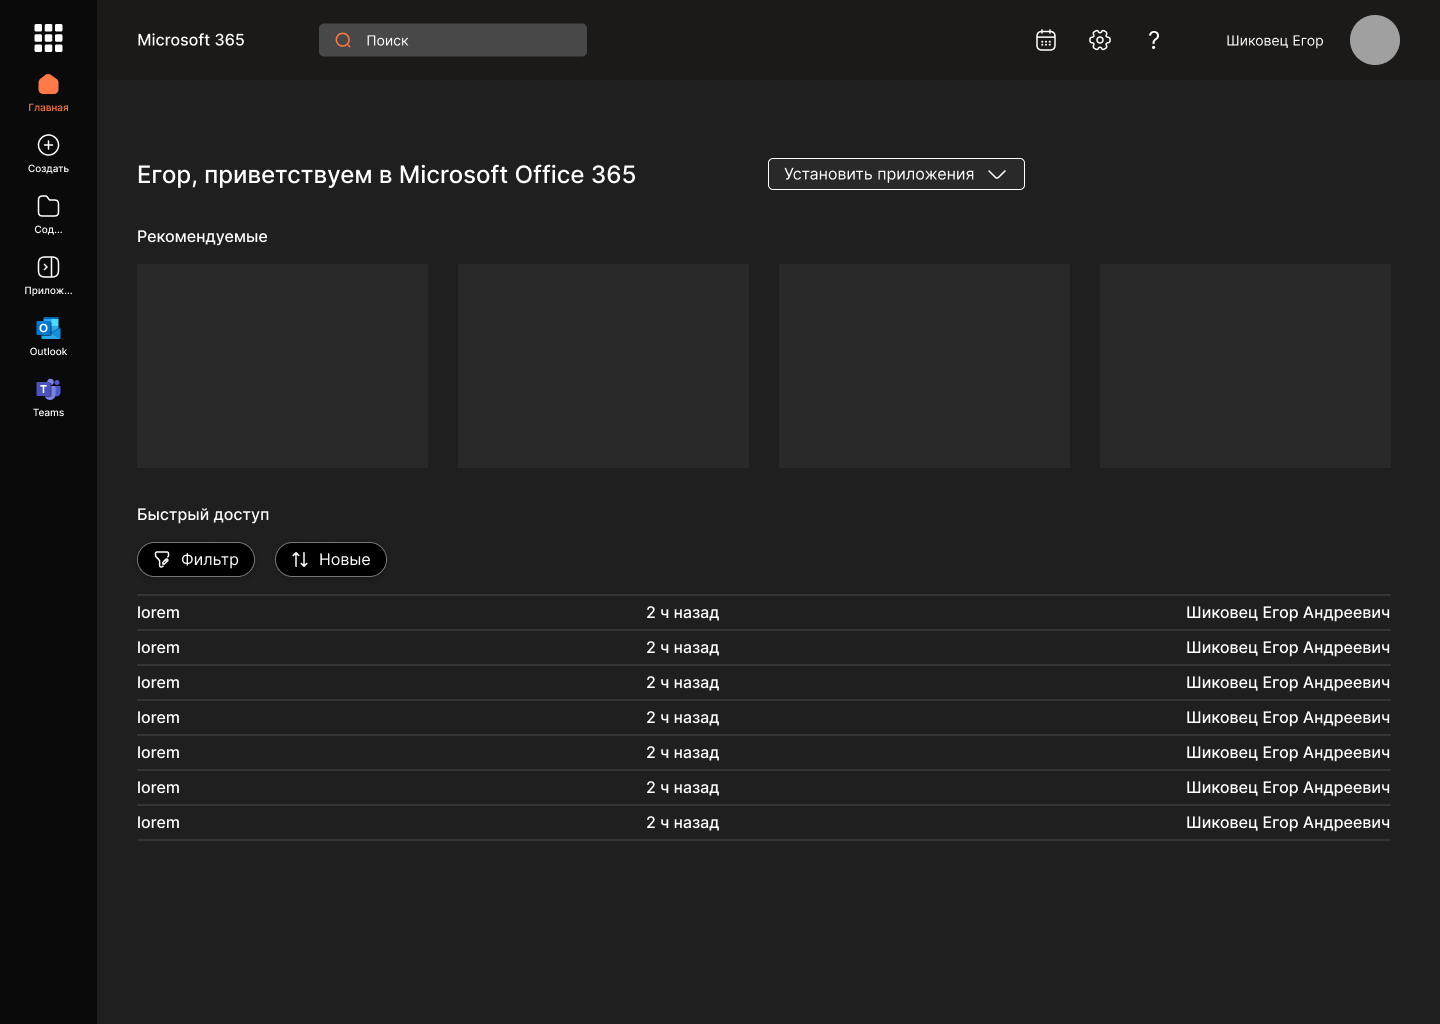 Microsoft 365
Поиск
?
Шиковец Егор
Главная
Создать
Сод...
Прилож...
O
Outlook
T
Teams
Егор, приветствуем в Microsoft Office 365
Установить приложения
Рекомендуемые
Быстрый доступ
Фильтр
Новые
lorem 2 ч назад Шиковец Егор Андреевич
lorem 2 ч назад Шиковец Егор Андреевич
lorem 2 ч назад Шиковец Егор Андреевич
lorem 2 ч назад Шиковец Егор Андреевич
lorem 2 ч назад Шиковец Егор Андреевич
lorem 2 ч назад Шиковец Егор Андреевич
lorem 2 ч назад Шиковец Егор Андреевич